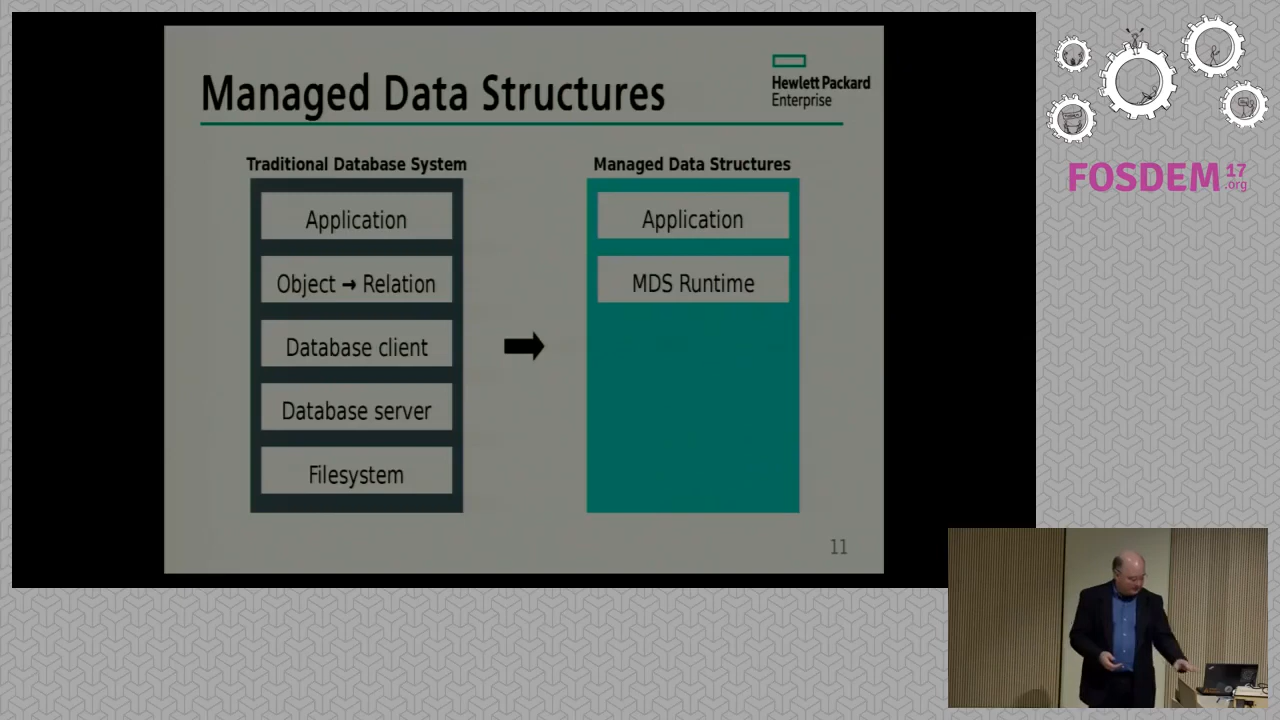 Managed Data Structures
Hewlett Packard
Enterprise
Traditional Database System
Application
Object → Relation
Database client
Database server
Filesystem
Managed Data Structures
Application
MDS Runtime
11
FOSDEM 17
.org